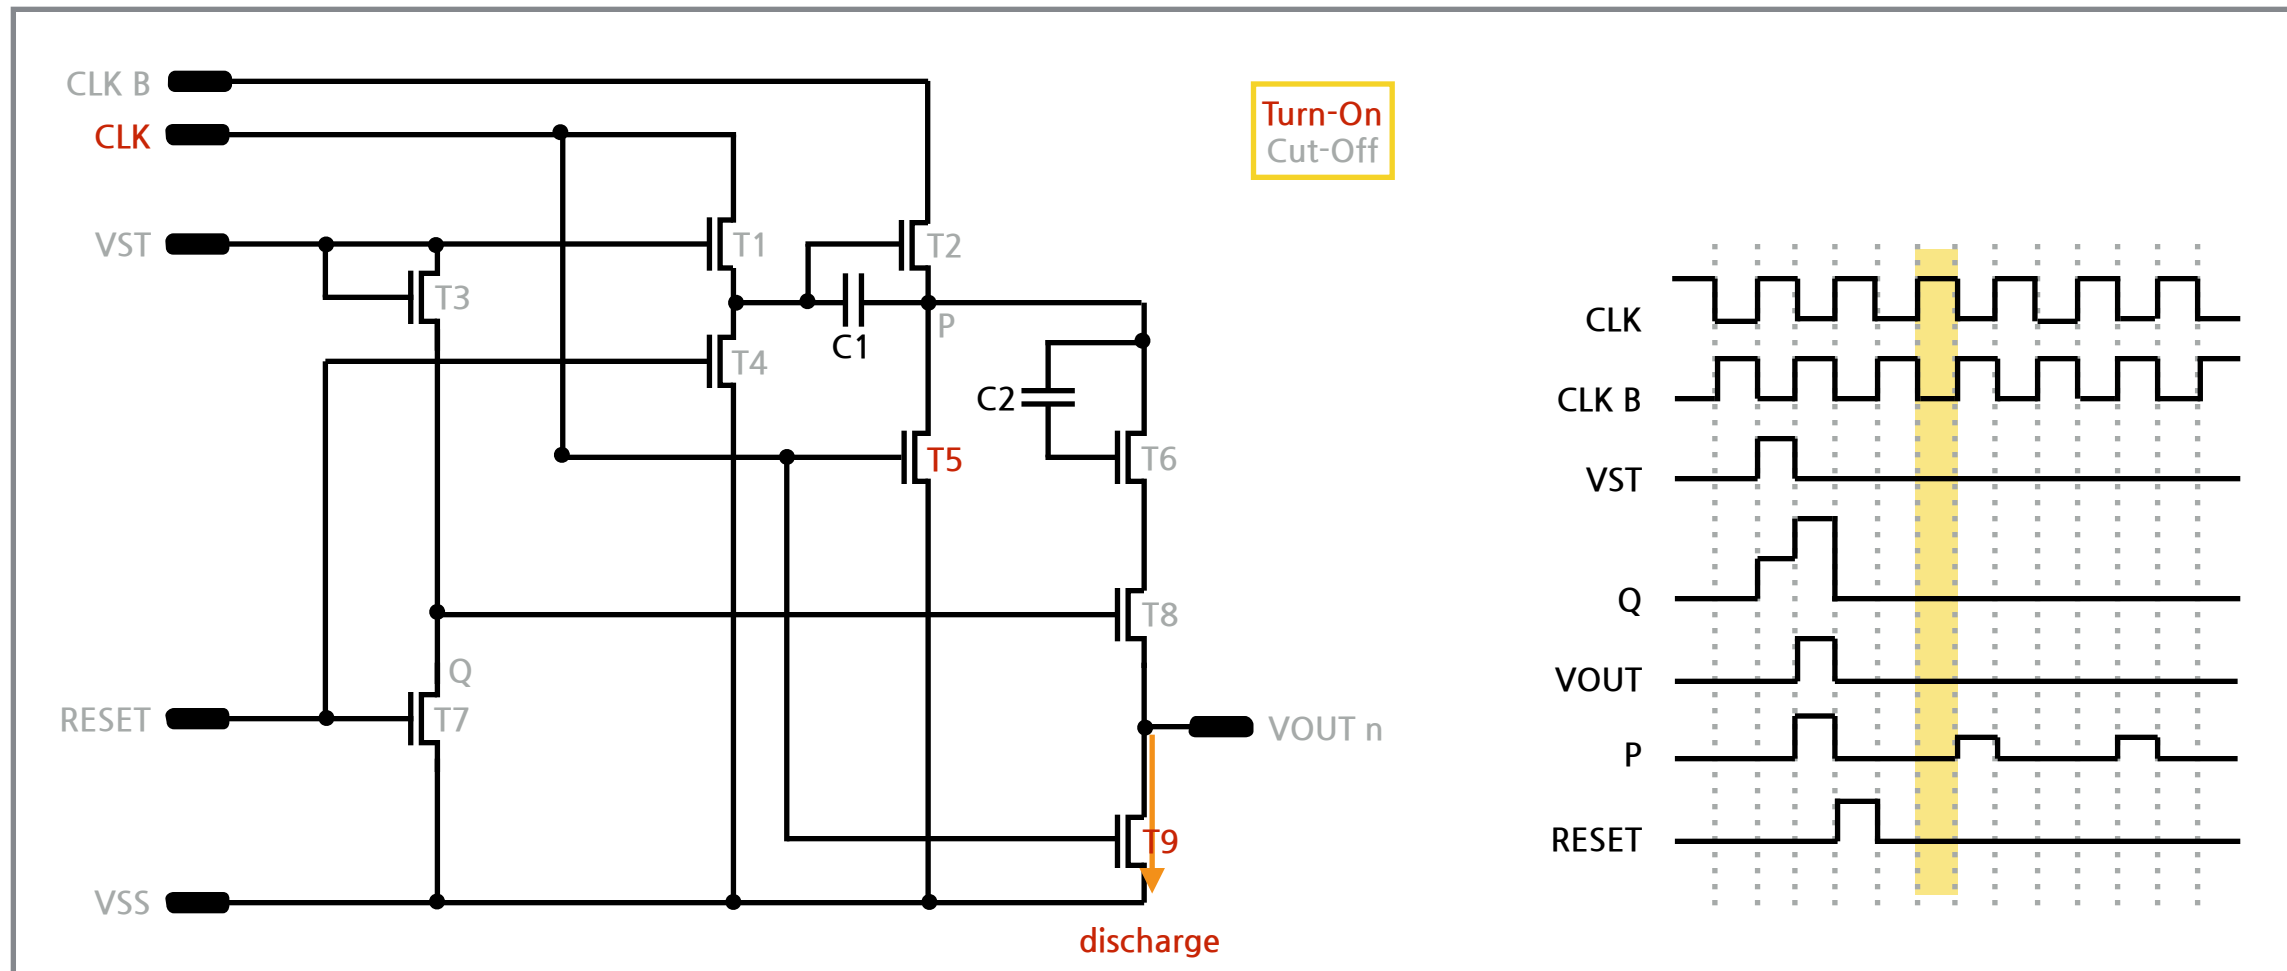 CLK B
CLK
VST
RESET
VSS
T1
T2
T3
T4
C1
P
C2
T5
T6
T8
Q
T7
VOUT n
T9
discharge
Turn-On
Cut-Off
CLK
CLK B
VST
Q
VOUT
P
RESET